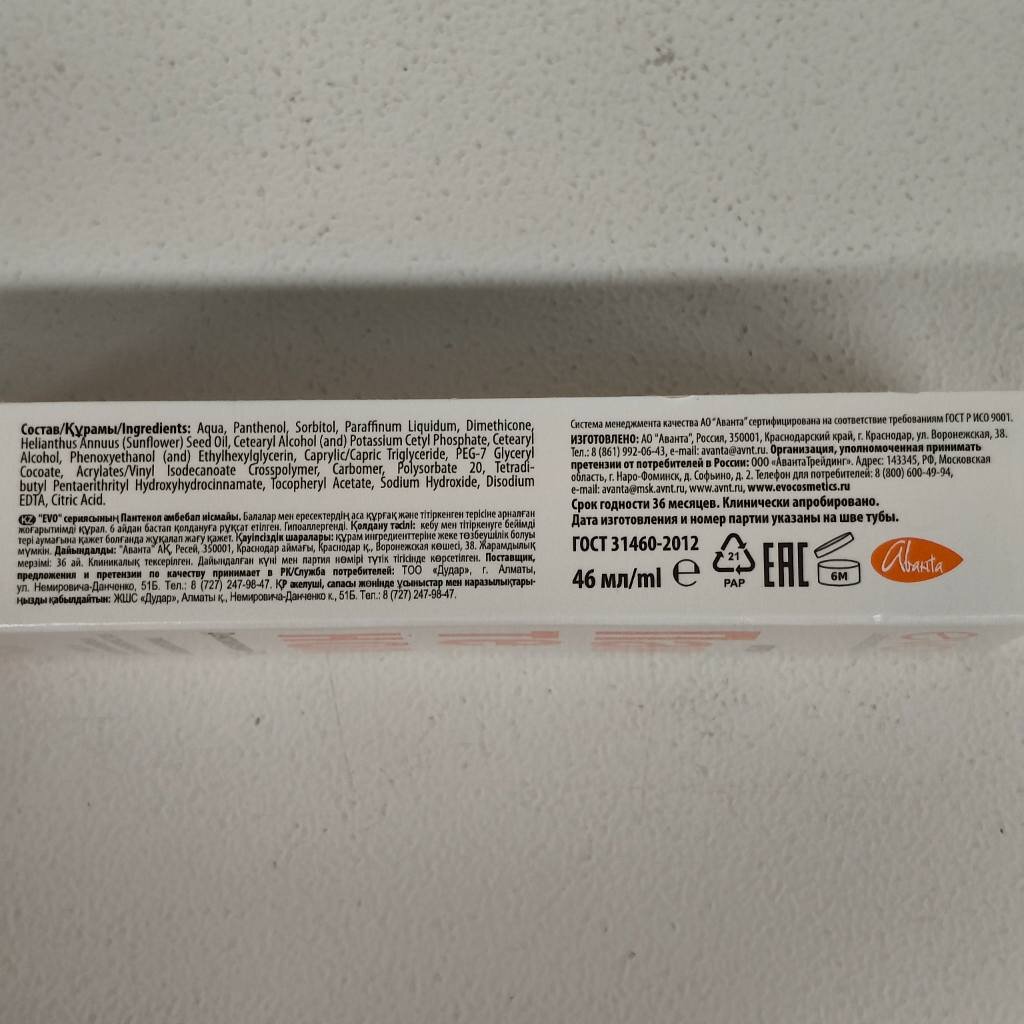 Состав/Құрамы/Ingredients: Aqua, Panthenol, Sorbitol, Paraffinum Liquidum, Dimethicone,
Helianthus Annuus (Sunflower) Seed Oil, Cetearyl Alcohol (and) Potassium Cetyl Phosphate, Cetearyl
Alcohol, Phenoxyethanol (and) Ethylhexylglycerin, Caprylic/Capric Triglyceride, PEG-7 Glyceryl
Cocoate, Acrylates/Vinyl Isodecanoate Crosspolymer, Carbomer, Polysorbate 20, Tetradi-
butyl Pentaerithrityl Hydroxyhydrocinnamate, Tocopheryl Acetate, Sodium Hydroxide, Disodium
EDTA, Citric Acid.
KZ "EVO" сериясының Пантенол әмбебап иісмайы. Балалар мен ересектердің аса құрғақ және тітіркенген терісіне арналған
жоғары тиімді құрал. 6 айдан бастап қолдануға рұқсат етілген. Гипоаллергенді. Қолдану тәсілі: кебу мен тітіркенуге бейімді
тері аумағына қажет болғанда жұқалап жағу қажет. Қауіпсіздік шаралары: құрам ингредиенттеріне жеке төзбеушілік болуы
мүмкін. Дайындалды: "Аванта" АҚ, Ресей, 350001, Краснодар аймағы, Краснодар қ., Воронежская көшесі, 38. Жарамдылық
мерзімі: 36 ай. Клиникалық тексерілген. Дайындалған күні мен партия нөмірі түтік тігісінде көрсетілген. Поставщик,
предложения и претензии по качеству принимает в РК/Служба потребителей: ТОО «Дудар», г. Алматы,
ул. Немировича-Данченко, 51Б. Тел.: 8 (727) 247-98-47. ҚР жеткізуші, сапасы жөнінде ұсыныстар мен наразылықтары-
ңызды қабылдайтын: ЖШС «Дудар», Алматы қ., Немировича-Данченко к., 51Б. Тел.: 8 (727) 247-98-47.
Система менеджмента качества АО "Аванта" сертифицирована на соответствие требованиям ГОСТ Р ИСО 9001.
ИЗГОТОВЛЕНО: АО "Аванта", Россия, 350001, Краснодарский край, г. Краснодар, ул. Воронежская, 38.
Тел.: 8 (861) 992-06-43, e-mail: avanta@avnt.ru. Организация, уполномоченная принимать
претензии от потребителей в России: ООО «АвантаТрейдинг». Адрес: 143345, РФ, Московская
область, г. Наро-Фоминск, д. Софьино, д. 2. Телефон для потребителей: 8 (800) 600-49-94,
e-mail: avanta@msk.avnt.ru, www.avnt.ru, www.evocosmetics.ru
Срок годности 36 месяцев. Клинически апробировано.
Дата изготовления и номер партии указаны на шве тубы.
ГОСТ 31460-2012
46 мл/ml ℮
21
PAP
EAC
6M
Avanta